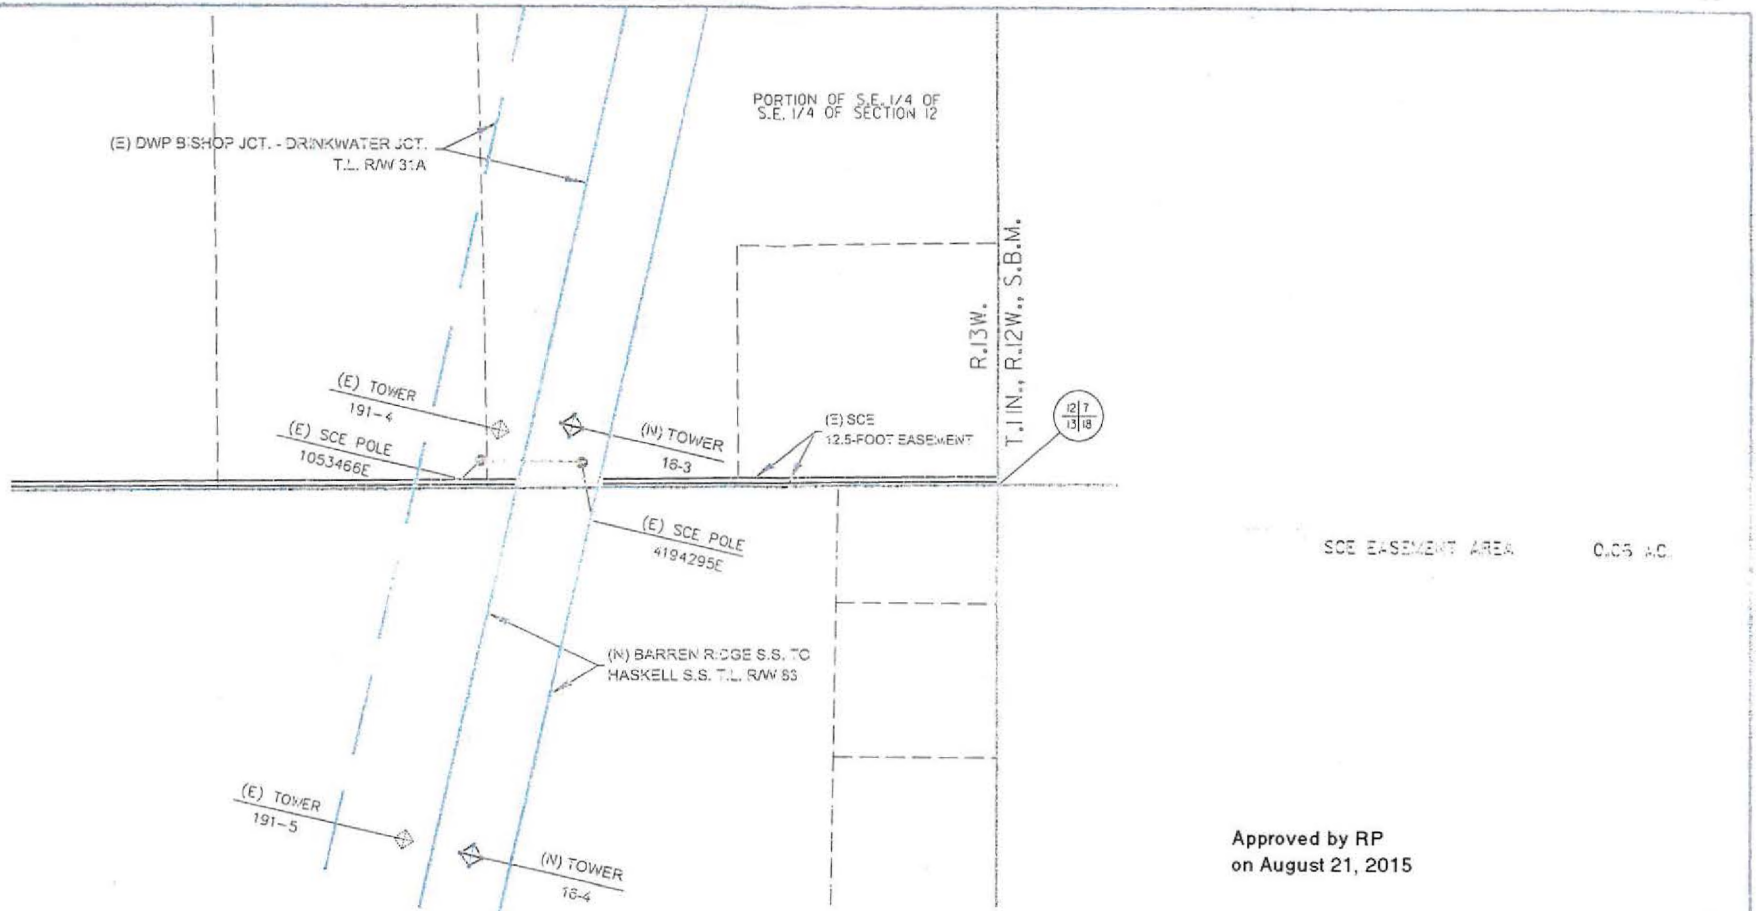 PORTION OF S.E. 1/4 OF
S.E. 1/4 OF SECTION 12
(E) DWP BISHOP JCT. - DRINKWATER JCT.
T.L. R/W 31A
R.13W.
T.1N., R.12W., S.B.M.
(E) TOWER
191-4
(E) SCE POLE
1053466E
(N) TOWER
18-3
(E) SCE
12.5-FOOT EASEMENT
12 7
13 18
(E) SCE POLE
4194295E
SCE EASEMENT AREA 0.05 AC.
(N) BARREN RIDGE S.S. TO
HASKELL S.S. T.L. R/W 83
(E) TOWER
191-5
(N) TOWER
18-4
Approved by RP
on August 21, 2015